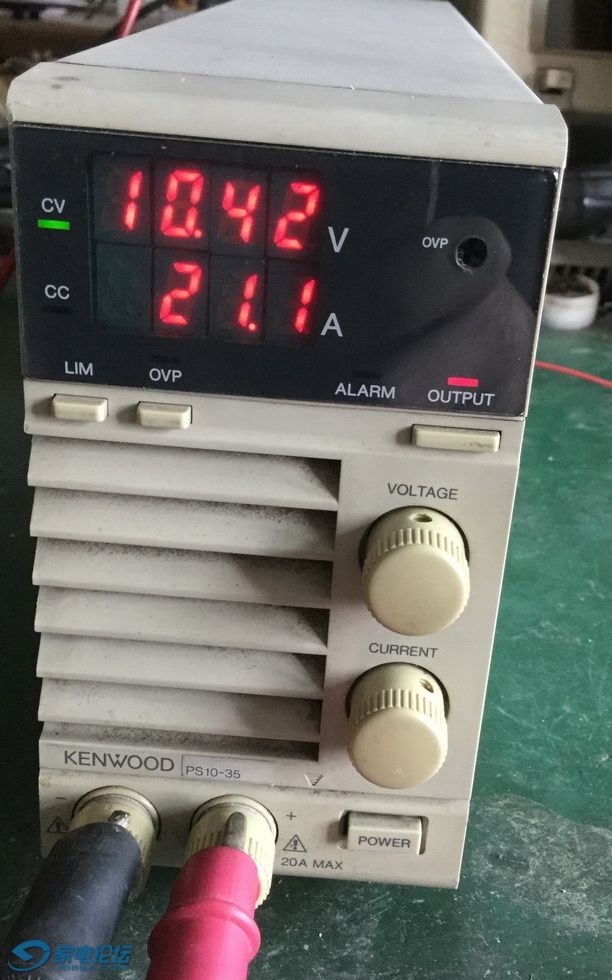 CV
10.42 V
OVP
CC
21.1 A
LIM
OVP
ALARM
OUTPUT
VOLTAGE
CURRENT
KENWOOD PS10-35
− +
20A MAX
POWER
家电论坛